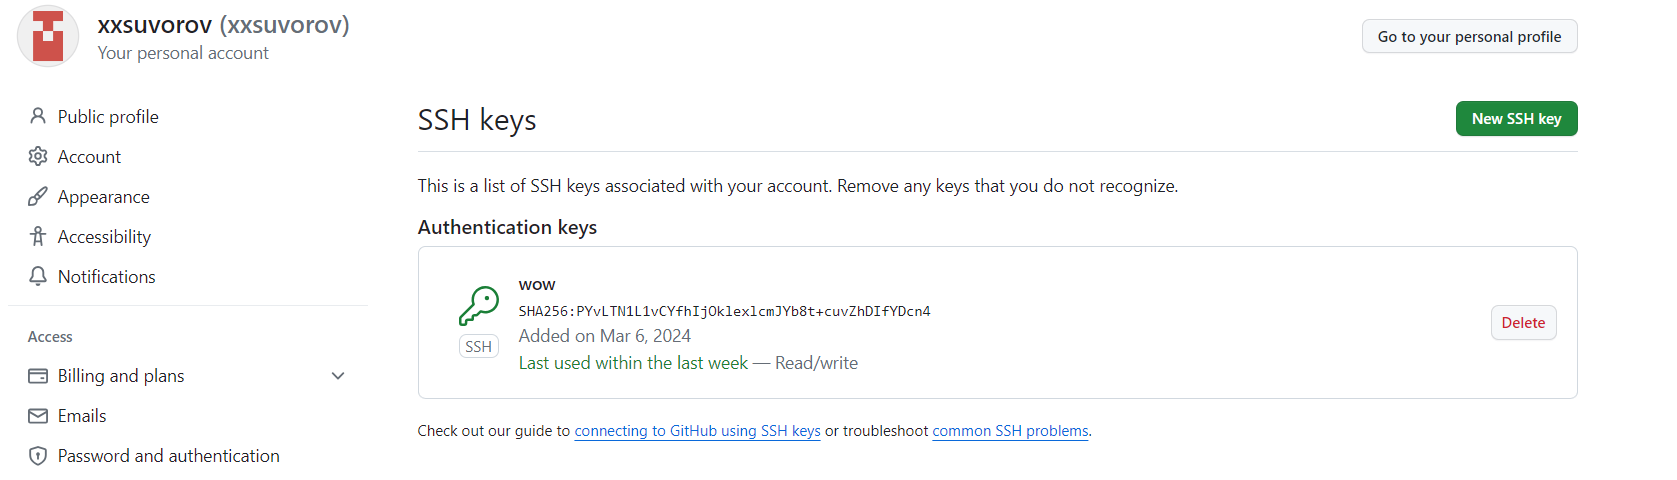 xxsuvorov (xxsuvorov)
Your personal account
Go to your personal profile
Public profile
Account
Appearance
Accessibility
Notifications
Access
Billing and plans
Emails
Password and authentication
SSH keys
New SSH key
This is a list of SSH keys associated with your account. Remove any keys that you do not recognize.
Authentication keys
wow
SHA256:PYvLTN1L1vCYfhIjOklexlcmJYb8t+cuvZhDIfYDcn4
Added on Mar 6, 2024
Last used within the last week — Read/write
SSH
Delete
Check out our guide to connecting to GitHub using SSH keys or troubleshoot common SSH problems.